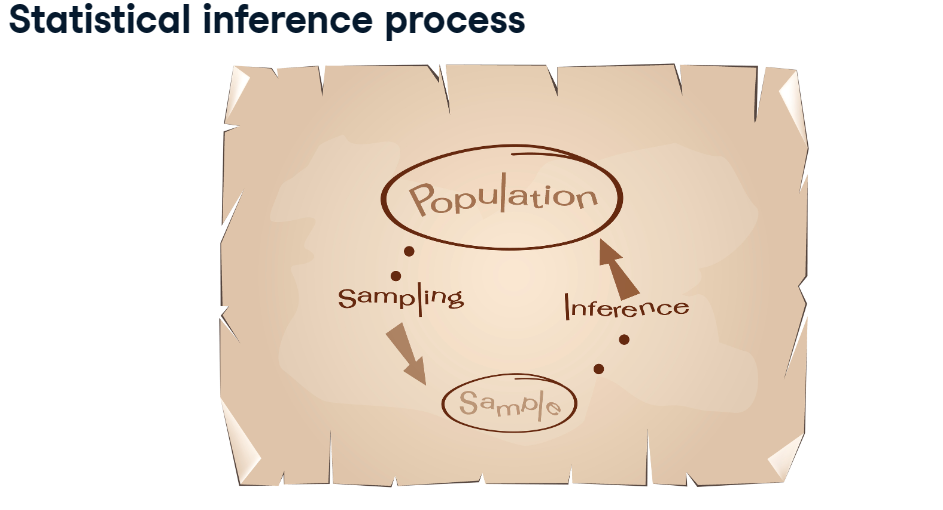 Statistical inference process
Population
Sampling
Inference
Sample